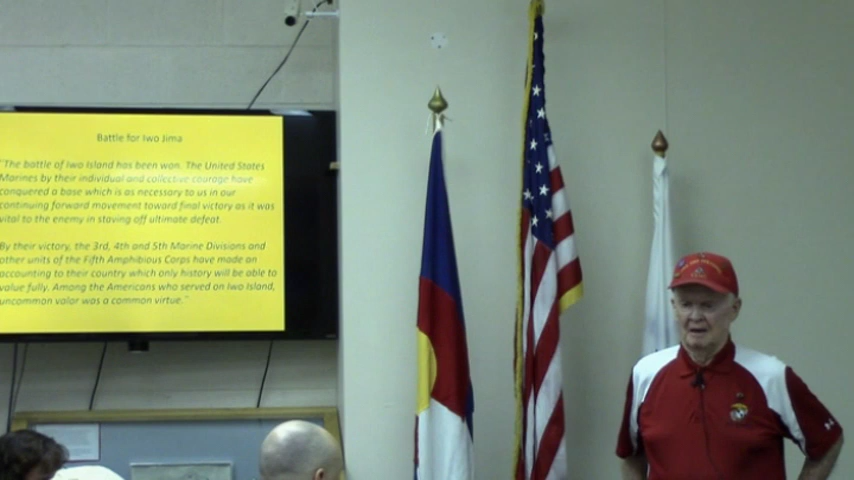 Battle for Iwo Jima
"The battle of Iwo Island has been won. The United States
Marines by their individual and collective courage have
conquered a base which is as necessary to us in our
continuing forward movement toward final victory as it was
vital to the enemy in staving off ultimate defeat.
By their victory, the 3rd, 4th and 5th Marine Divisions and
other units of the Fifth Amphibious Corps have made an
accounting to their country which only history will be able to
value fully. Among the Americans who served on Iwo Island,
uncommon valor was a common virtue."